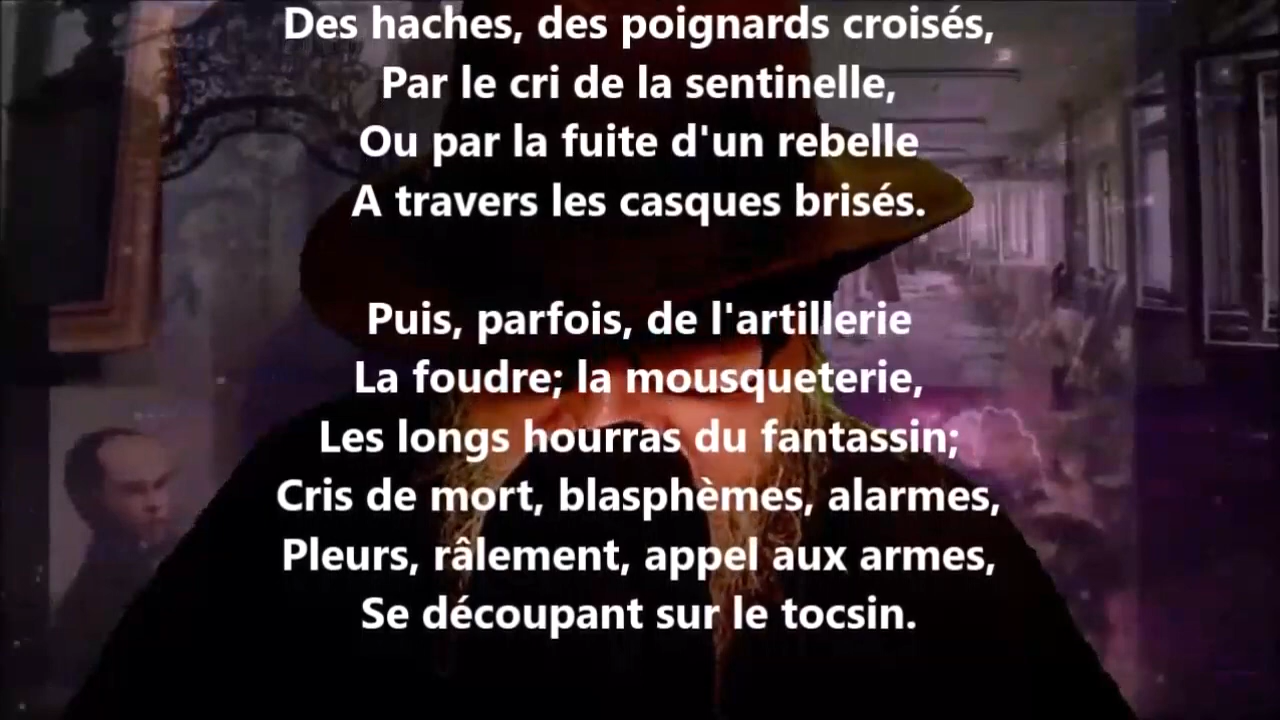 Des haches, des poignards croisés,
Par le cri de la sentinelle,
Ou par la fuite d'un rebelle
A travers les casques brisés.
Puis, parfois, de l'artillerie
La foudre; la mousqueterie,
Les longs hourras du fantassin;
Cris de mort, blasphèmes, alarmes,
Pleurs, râlement, appel aux armes,
Se découpant sur le tocsin.